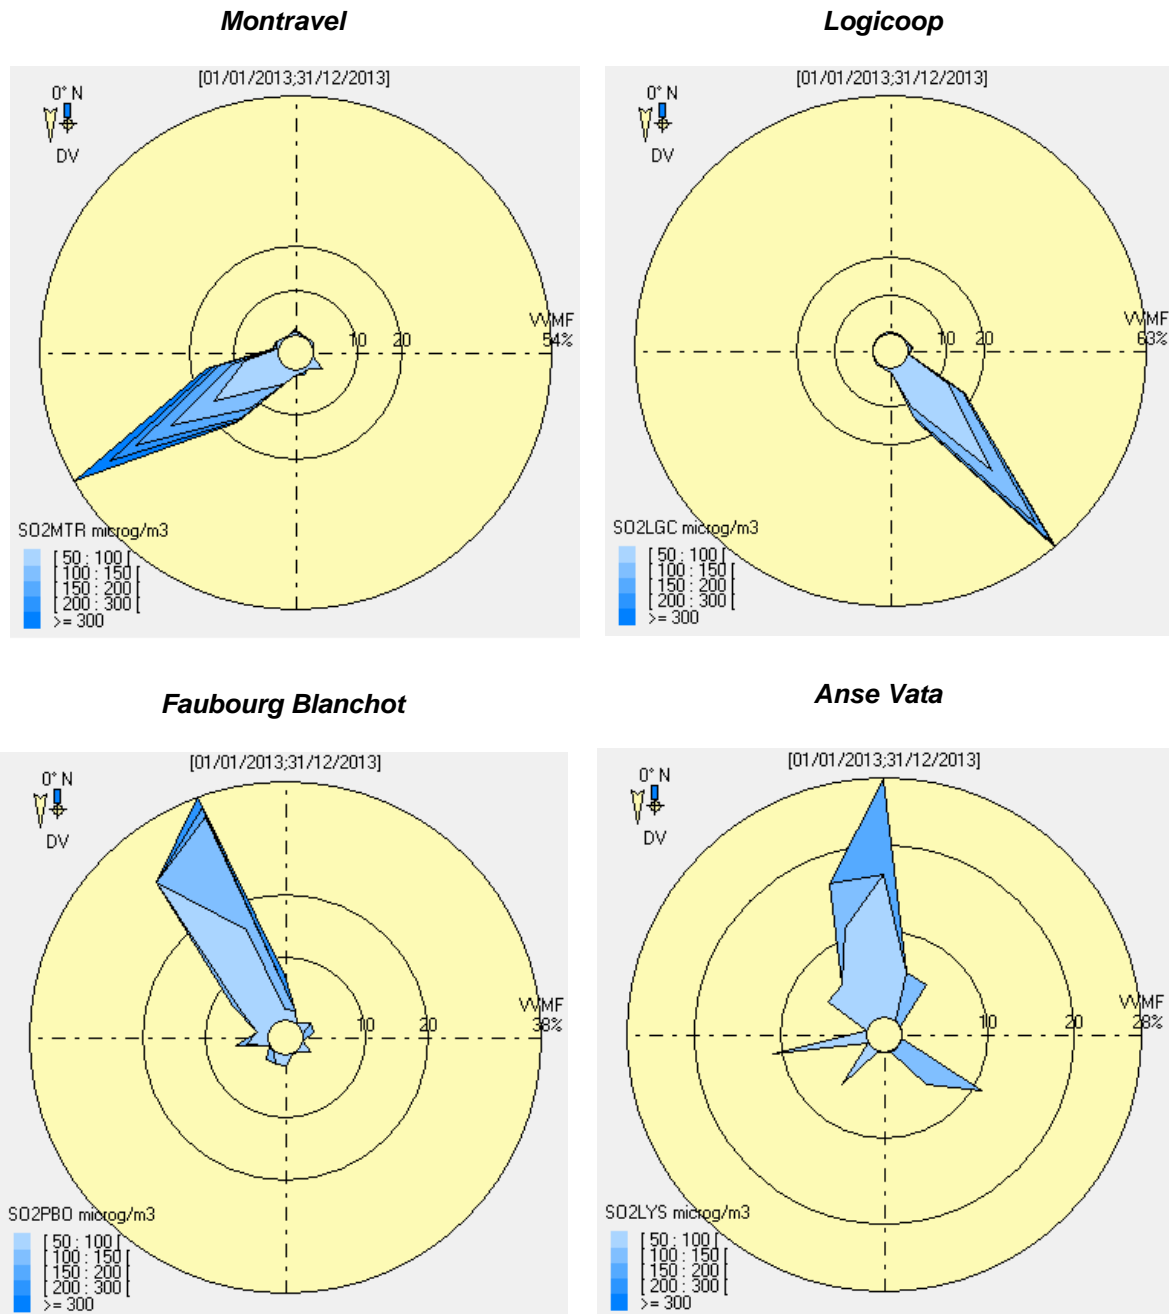 Montravel
Logicoop
[01/01/2013;31/12/2013]
0° N
DV
10 20
VVMF
54%
SO2MTR microg/m3
[ 50 : 100 [
[ 100 : 150 [
[ 150 : 200 [
[ 200 : 300 [
>= 300
[01/01/2013;31/12/2013]
0° N
DV
10 20
VVMF
63%
SO2LGC microg/m3
[ 50 : 100 [
[ 100 : 150 [
[ 150 : 200 [
[ 200 : 300 [
>= 300
Faubourg Blanchot
Anse Vata
[01/01/2013;31/12/2013]
0° N
DV
10 20
VVMF
38%
SO2PBO microg/m3
[ 50 : 100 [
[ 100 : 150 [
[ 150 : 200 [
[ 200 : 300 [
>= 300
[01/01/2013;31/12/2013]
0° N
DV
10 20
VVMF
28%
SO2LYS microg/m3
[ 50 : 100 [
[ 100 : 150 [
[ 150 : 200 [
[ 200 : 300 [
>= 300